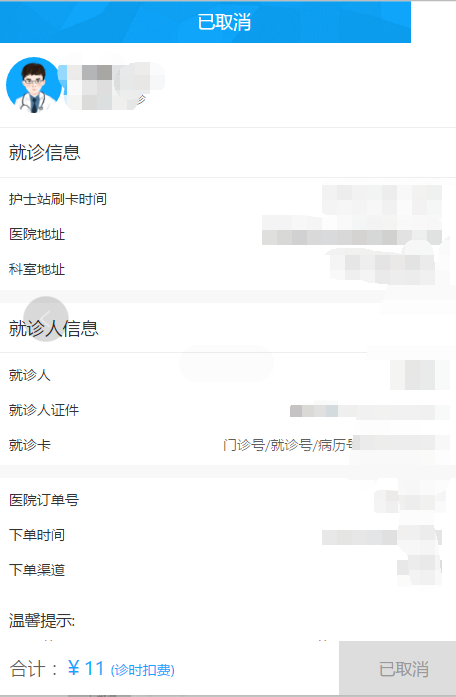 已取消
就诊信息
护士站刷卡时间
医院地址
科室地址
就诊人信息
就诊人
就诊人证件
就诊卡 门诊号/就诊号/病历号
医院订单号
下单时间
下单渠道
温馨提示:
合计：¥ 11 (诊时扣费) 已取消